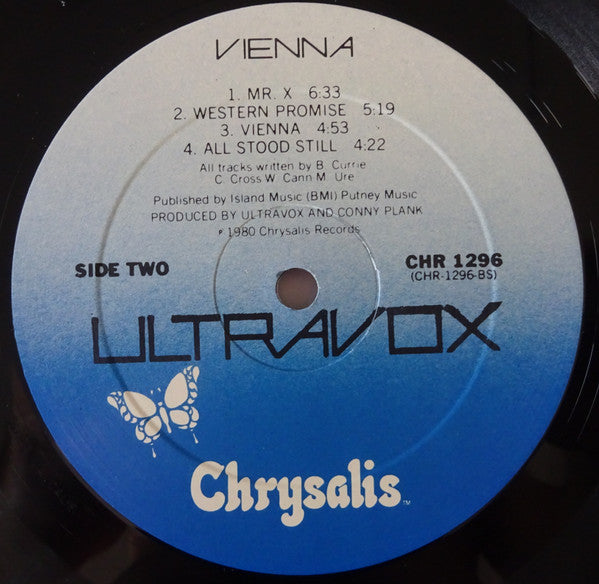 VIENNA
1. MR. X 6:33
2. WESTERN PROMISE 5:19
3. VIENNA 4:53
4. ALL STOOD STILL 4:22
All tracks written by B. Currie
C. Cross W. Cann M. Ure
Published by Island Music (BMI) Putney Music
PRODUCED BY ULTRAVOX AND CONNY PLANK
℗ 1980 Chrysalis Records
SIDE TWO
CHR 1296
(CHR-1296-BS)
ULTRAVOX
Chrysalis™